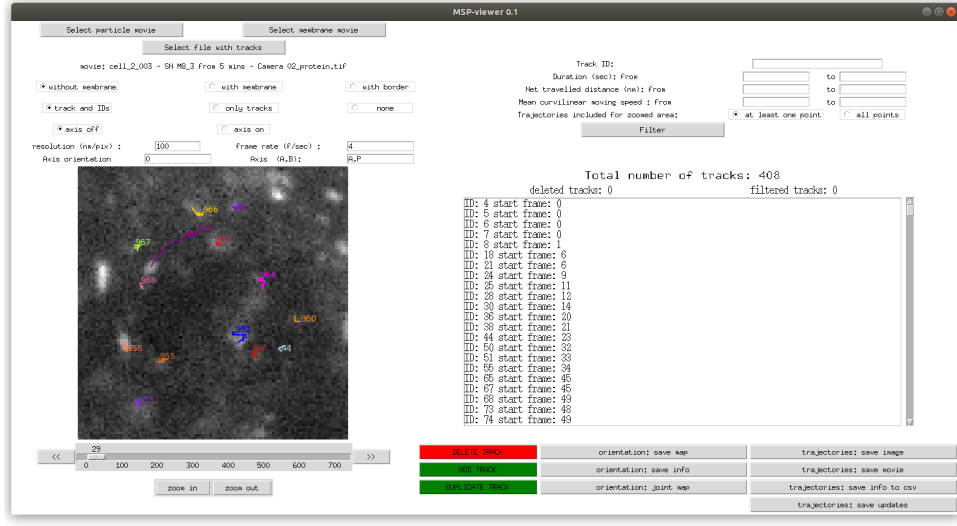 MSP-viewer 0.1
Select particle movie Select membrane movie
Select file with tracks
movie: cell_2_003 - SN MB_3 from 5 mins - Camera 02_protein.tif
without membrane with membrane with border
track and IDs only tracks none
axis off axis on
resolution (nm/pix) : 100 frame rate (f/sec) : 4
Axis orientation 0 Axis (A,B): A,P
966
967
964
968
960
957
956
955
44
<< 29 >>
0 100 200 300 400 500 600 700
zoom in zoom out
Track ID:
Duration (sec): from to
Net travelled distance (nm): from to
Mean curvilinear moving speed : from to
Trajectories included for zoomed area: at least one point all points
Filter
Total number of tracks: 408
deleted tracks: 0 filtered tracks: 0
ID: 4 start frame: 0
ID: 5 start frame: 0
ID: 6 start frame: 0
ID: 7 start frame: 0
ID: 8 start frame: 1
ID: 18 start frame: 6
ID: 21 start frame: 6
ID: 24 start frame: 9
ID: 25 start frame: 11
ID: 28 start frame: 12
ID: 30 start frame: 14
ID: 36 start frame: 20
ID: 38 start frame: 21
ID: 44 start frame: 23
ID: 50 start frame: 32
ID: 51 start frame: 33
ID: 55 start frame: 34
ID: 65 start frame: 45
ID: 67 start frame: 45
ID: 68 start frame: 49
ID: 73 start frame: 48
ID: 74 start frame: 49
DELETE TRACK orientation: save map trajectories: save image
ADD TRACK orientation: save info trajectories: save movie
DUPLICATE TRACK orientation: joint map trajectories: save info to csv
trajectories: save updates